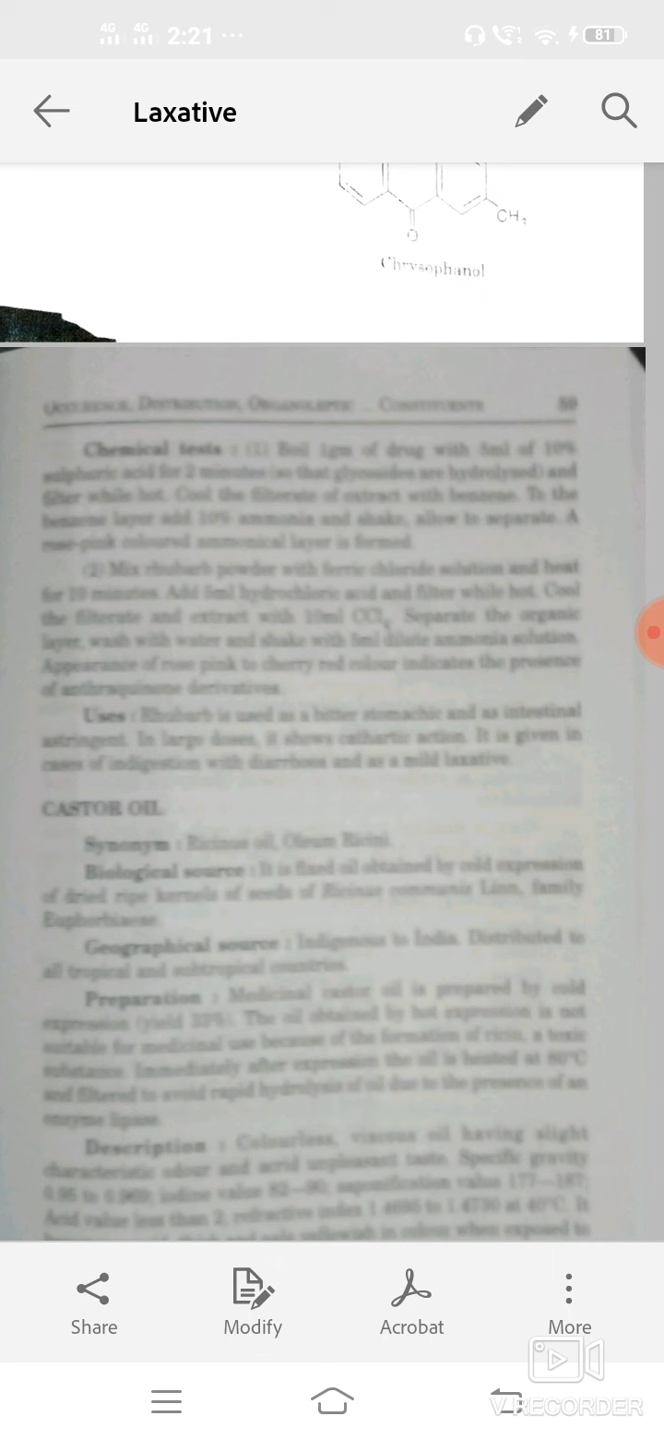 4G 4G 2:21 ... 81
Laxative
CH3
O
Chrysophanol
OCCURENCE, DISTRIBUTION, ORGANOLEPTIC ... CONSTITUENTS 59
Chemical tests : (1) Boil 1gm of drug with 5ml of 10%
sulphuric acid for 2 minutes (so that glycosides are hydrolysed) and
filter while hot. Cool the filterate of extract with benzene. To the
benzene layer add 10% ammonia and shake, allow to separate. A
rose-pink coloured ammonical layer is formed.
(2) Mix rhubarb powder with ferric chloride solution and heat
for 10 minutes. Add 5ml hydrochloric acid and filter while hot. Cool
the filterate and extract with 10ml CCl4. Separate the organic
layer, wash with water and shake with 5ml dilute ammonia solution.
Appearance of rose pink to cherry red colour indicates the presence
of anthraquinone derivatives.
Uses : Rhubarb is used as a bitter stomachic and as intestinal
astringent. In large doses, it shows cathartic action. It is given in
cases of indigestion with diarrhoea and as a mild laxative.
CASTOR OIL
Synonym : Ricinus oil, Oleum Ricini.
Biological source : It is fixed oil obtained by cold expression
of dried ripe kernels of seeds of Ricinus communis Linn, family
Euphorbiaceae.
Geographical source : Indigenous to India. Distributed to
all tropical and subtropical countries.
Preparation : Medicinal castor oil is prepared by cold
expression (yield 33%). The oil obtained by hot expression is not
suitable for medicinal use because of the formation of ricin, a toxic
substance. Immediately after expression the oil is heated at 80°C
and filtered to avoid rapid hydrolysis of oil due to the presence of an
enzyme lipase.
Description : Colourless, viscous oil having slight
characteristic odour and acrid unpleasant taste. Specific gravity
0.95 to 0.969; iodine value 82—90; saponification value 177—187;
Acid value less than 2; refractive index 1.4695 to 1.4730 at 40°C. It
pale yellowish in colour when exposed to
Share Modify Acrobat More
V RECORDER